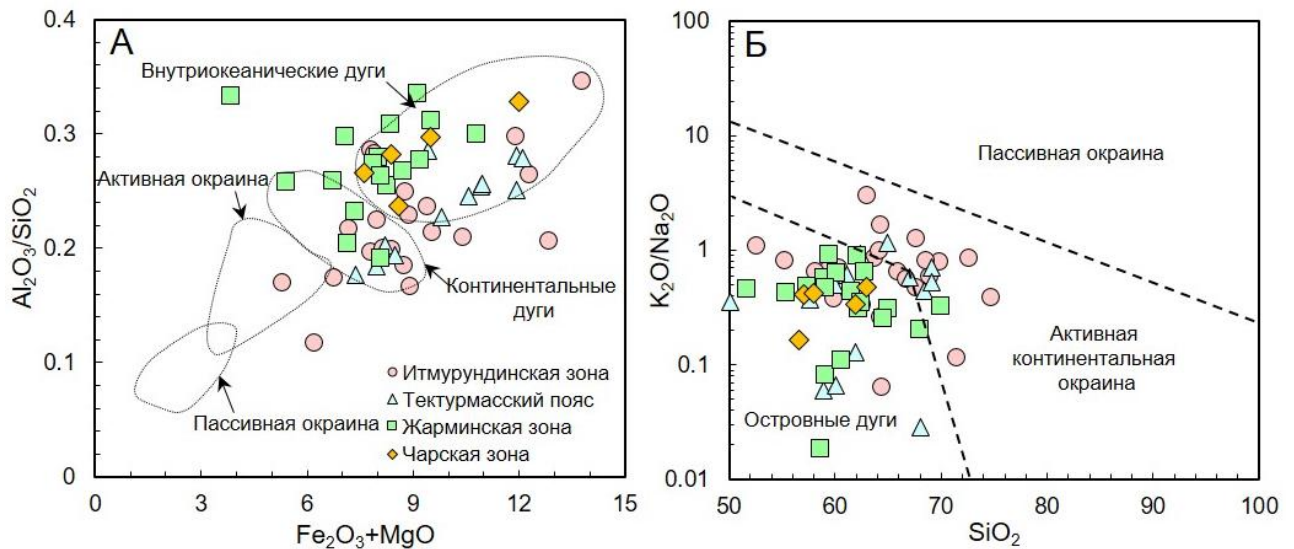 А
Внутриокеанические дуги
Активная окраина
Континентальные
дуги
Пассивная окраина
Итмурундинская зона
Тектурмасский пояс
Жарминская зона
Чарская зона
0.4
0.3
0.2
0.1
0
0 3 6 9 12 15
Al₂O₃/SiO₂
Fe₂O₃+MgO
Б
Пассивная окраина
Активная
континентальная
окраина
Островные дуги
100
10
1
0.1
0.01
50 60 70 80 90 100
K₂O/Na₂O
SiO₂